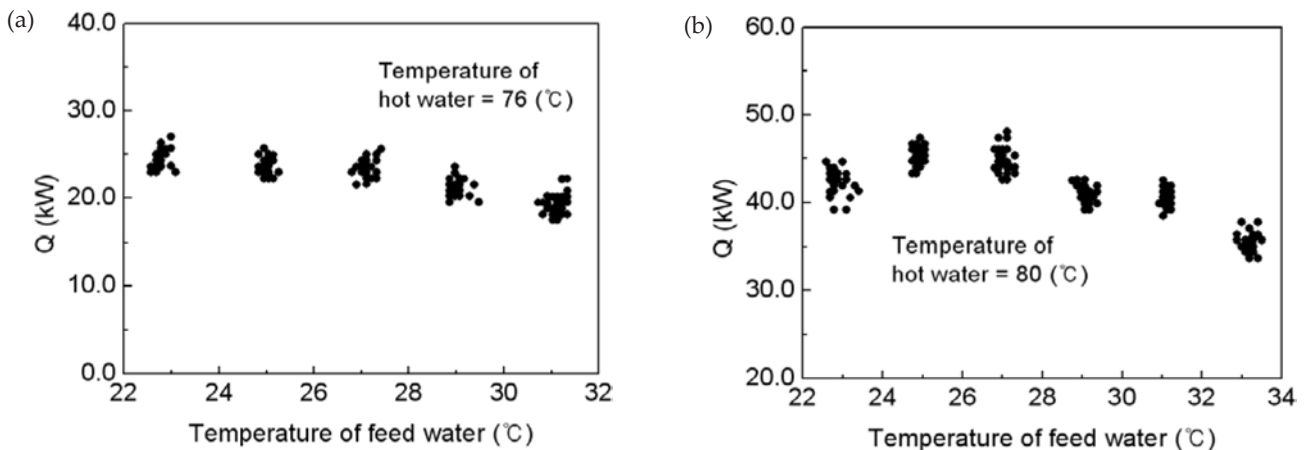 (a)
40.0
30.0
20.0
10.0
0.0
Q (kW)
Temperature of
hot water = 76 (℃)
22 24 26 28 30 32
Temperature of feed water (℃)
(b)
60.0
50.0
40.0
30.0
20.0
Q (kW)
Temperature of
hot water = 80 (℃)
22 24 26 28 30 32 34
Temperature of feed water (℃)